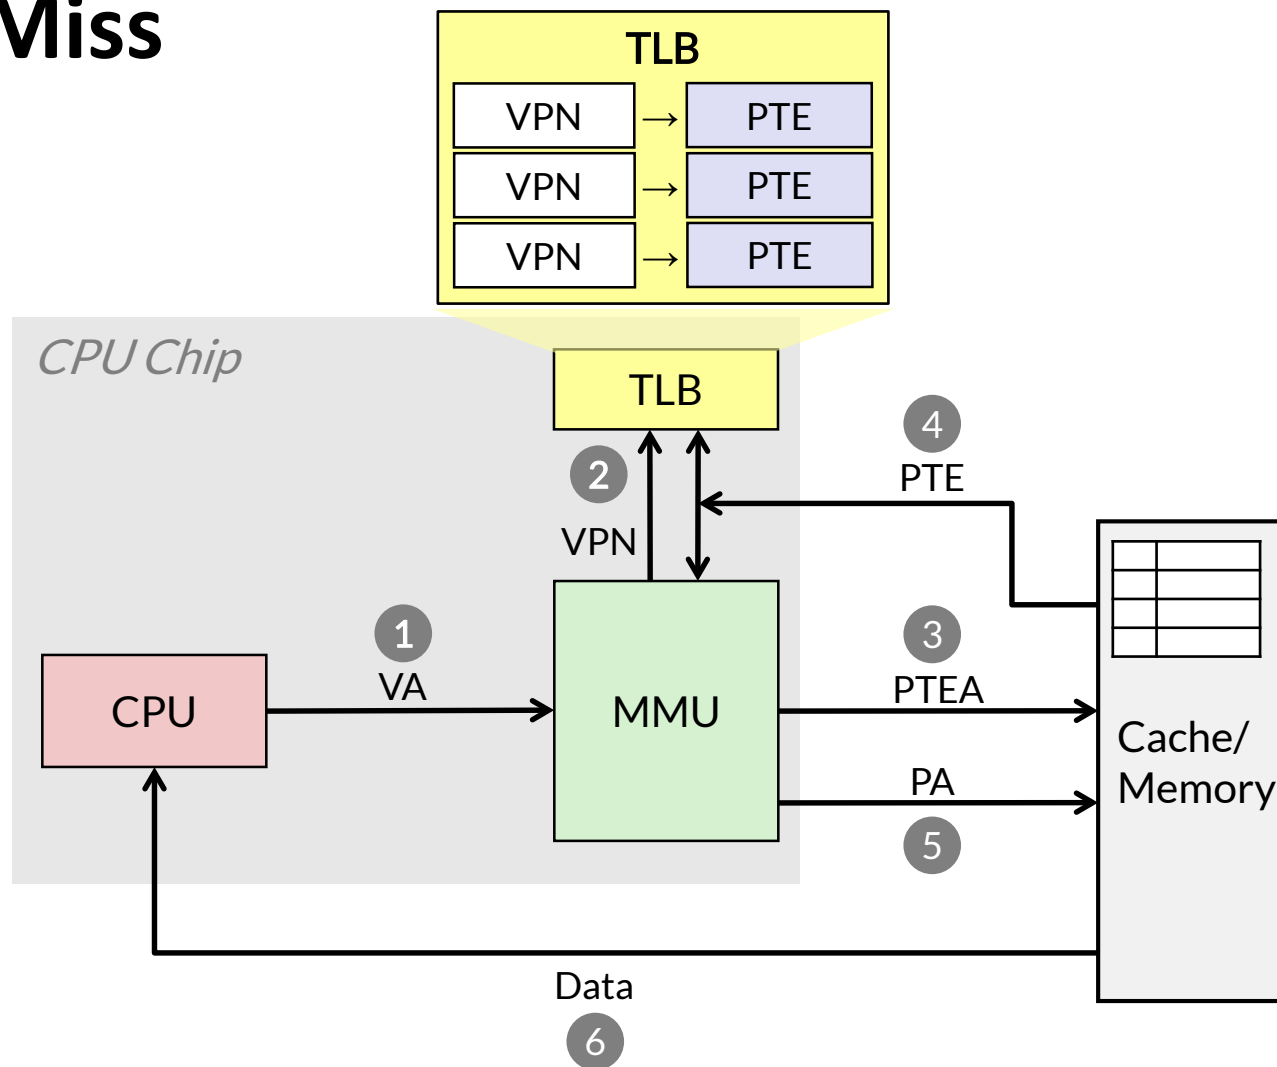 Miss
TLB
VPN → PTE
VPN → PTE
VPN → PTE
CPU Chip
TLB
4
PTE
2
VPN
1
VA
3
PTEA
CPU
MMU
Cache/
Memory
PA
5
Data
6